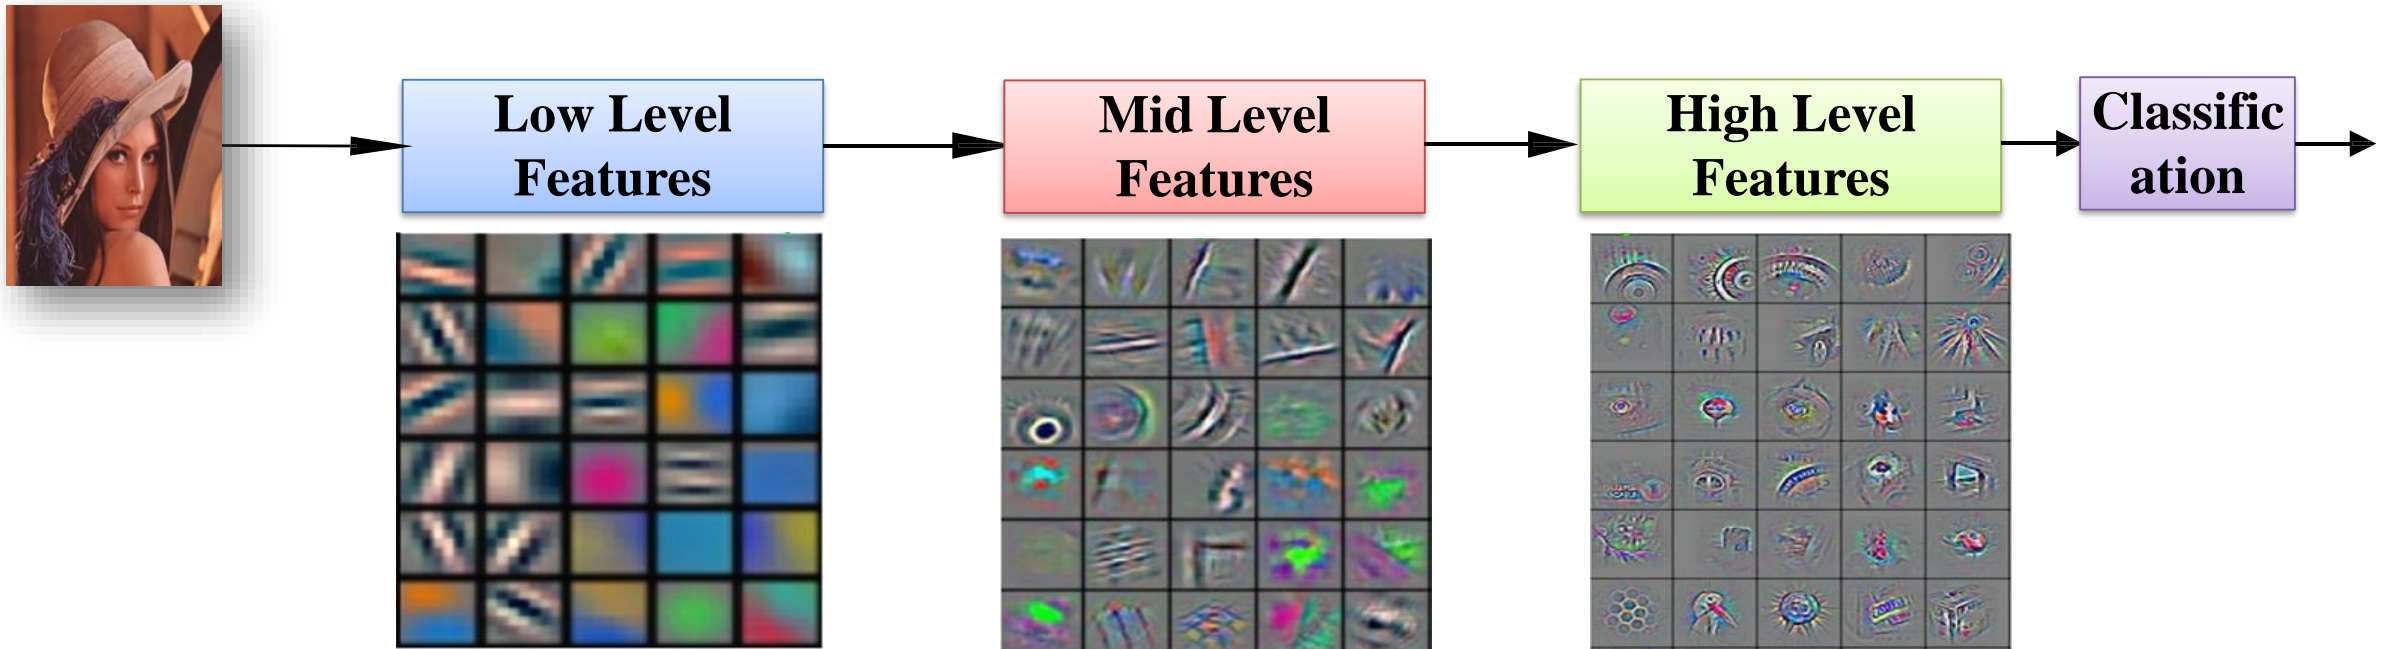 Low Level
Features
Mid Level
Features
High Level
Features
Classific
ation